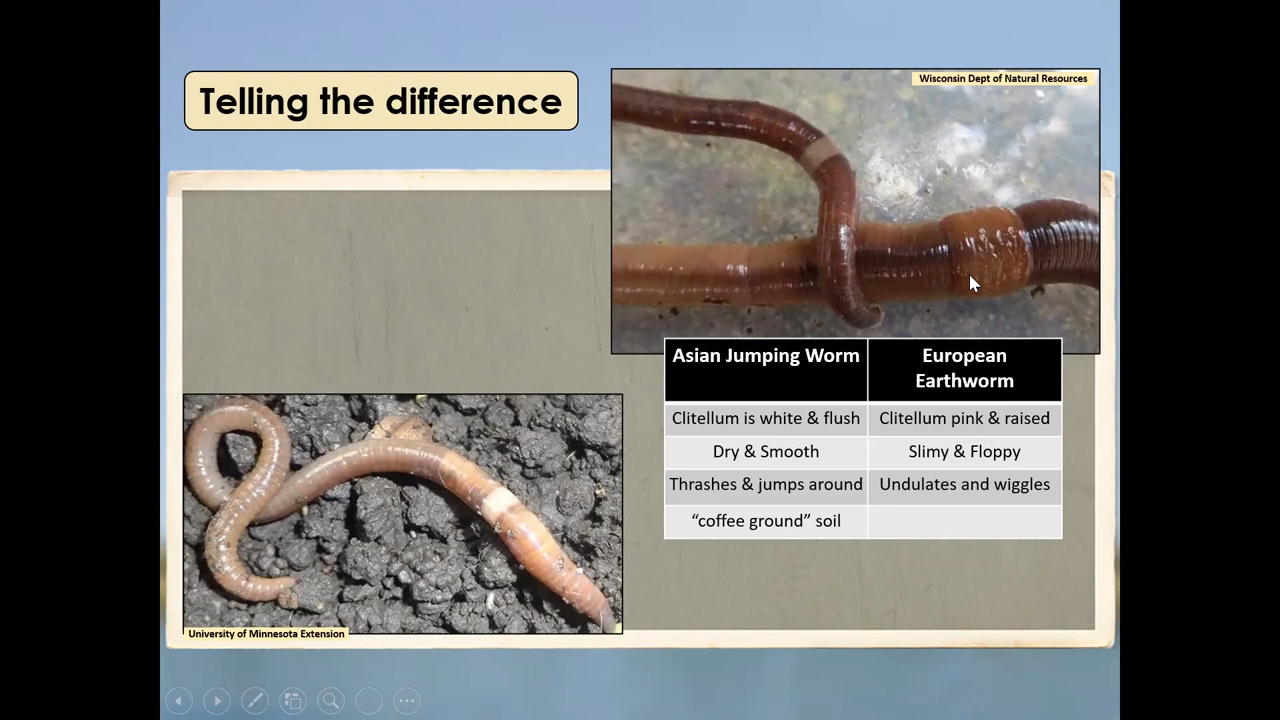 Telling the difference
Wisconsin Dept of Natural Resources
Asian Jumping Worm
European
Earthworm
Clitellum is white & flush
Clitellum pink & raised
Dry & Smooth
Slimy & Floppy
Thrashes & jumps around
Undulates and wiggles
“coffee ground” soil
University of Minnesota Extension